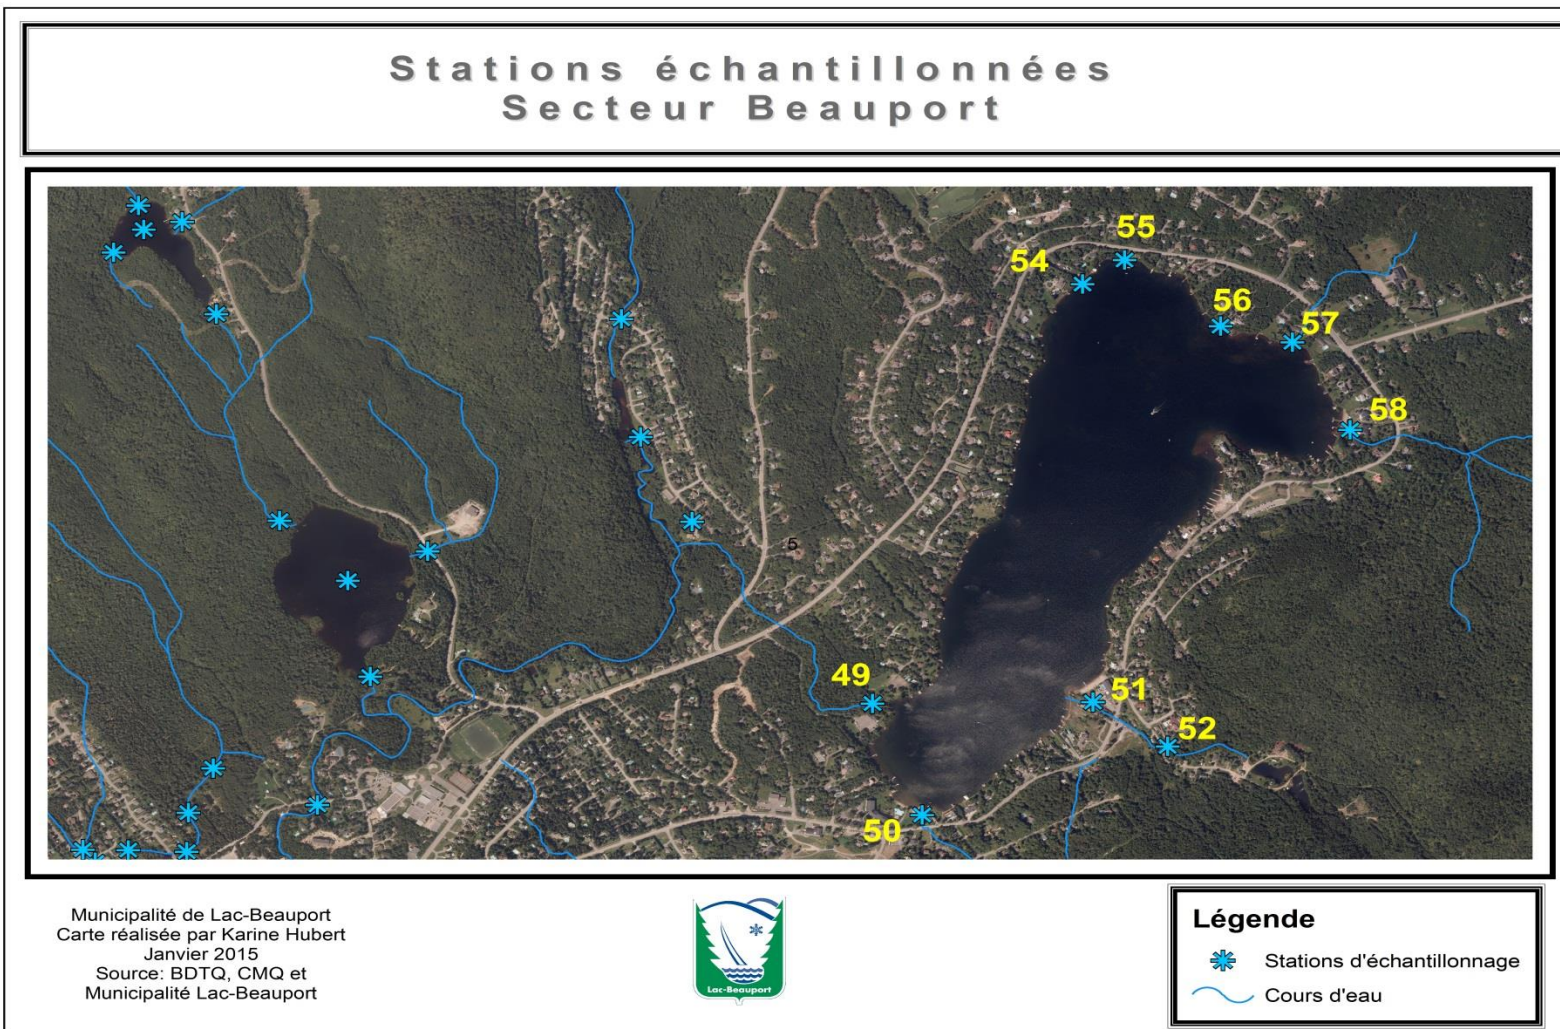 Stations échantillonnées
Secteur Beauport
55
54
56
57
58
5
49
51
52
50
Municipalité de Lac-Beauport
Carte réalisée par Karine Hubert
Janvier 2015
Source: BDTQ, CMQ et
Municipalité Lac-Beauport
Lac-Beauport
Légende
Stations d'échantillonnage
Cours d'eau